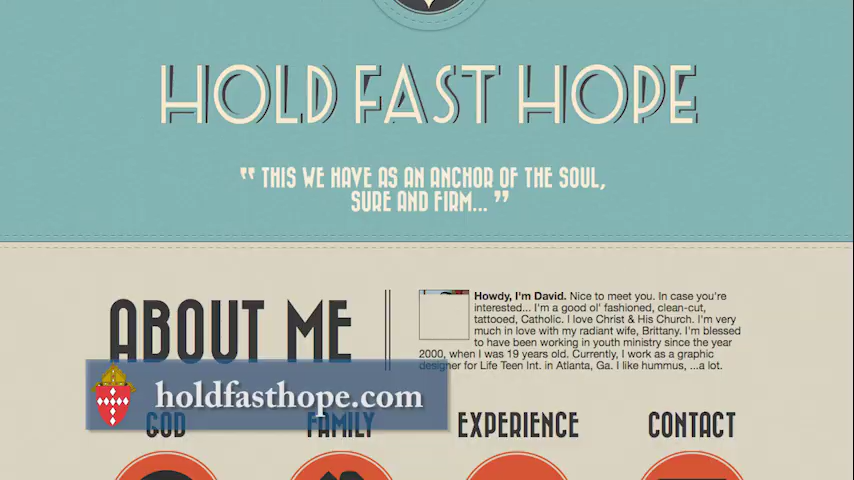 HOLD FAST HOPE
“ THIS WE HAVE AS AN ANCHOR OF THE SOUL,
SURE AND FIRM... ”
ABOUT ME
Howdy, I'm David. Nice to meet you. In case you're
interested... I'm a good ol' fashioned, clean-cut,
tattooed, Catholic. I love Christ & His Church. I'm very
much in love with my radiant wife, Brittany. I'm blessed
to have been working in youth ministry since the year
2000, when I was 19 years old. Currently, I work as a graphic
designer for Life Teen Int. in Atlanta, Ga. I like hummus, ...a lot.
holdfasthope.com
GOD FAMILY EXPERIENCE CONTACT